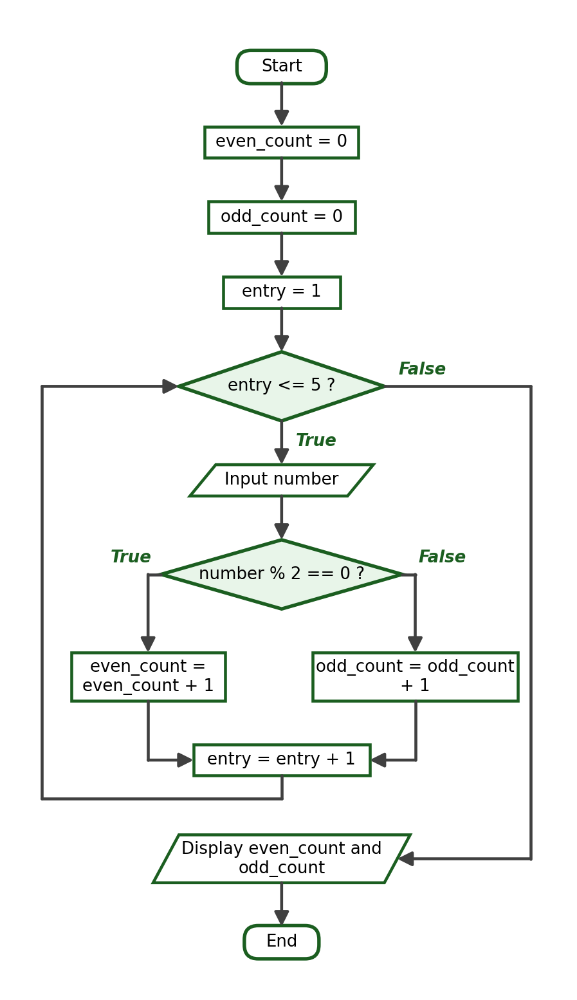 Start
even_count = 0
odd_count = 0
entry = 1
entry <= 5 ?
False
True
Input number
True
number % 2 == 0 ?
False
even_count =
even_count + 1
odd_count = odd_count
+ 1
entry = entry + 1
Display even_count and
odd_count
End